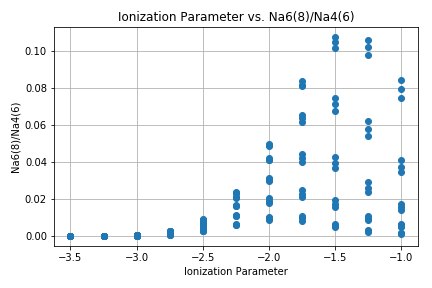 Ionization Parameter vs. Na6(8)/Na4(6)
Na6(8)/Na4(6)
0.10
0.08
0.06
0.04
0.02
0.00
−3.5 −3.0 −2.5 −2.0 −1.5 −1.0
Ionization Parameter